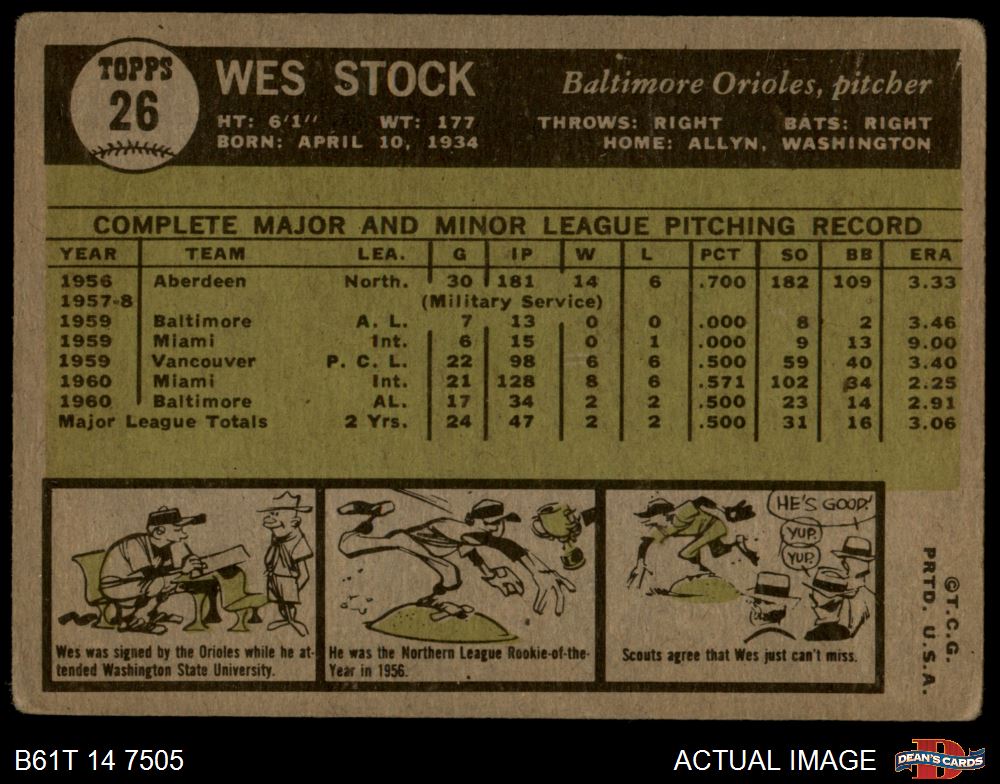 TOPPS
26
WES STOCK
Baltimore Orioles, pitcher
HT: 6'1" WT: 177 THROWS: RIGHT BATS: RIGHT
BORN: APRIL 10, 1934 HOME: ALLYN, WASHINGTON
COMPLETE MAJOR AND MINOR LEAGUE PITCHING RECORD
YEAR TEAM LEA. G IP W L PCT SO BB ERA
1956 Aberdeen North. 30 181 14 6 .700 182 109 3.33
1957-8 (Military Service)
1959 Baltimore A. L. 7 13 0 0 .000 8 2 3.46
1959 Miami Int. 6 15 0 1 .000 9 13 9.00
1959 Vancouver P. C. L. 22 98 6 6 .500 59 40 3.40
1960 Miami Int. 21 128 8 6 .571 102 34 2.25
1960 Baltimore AL. 17 34 2 2 .500 23 14 2.91
Major League Totals 2 Yrs. 24 47 2 2 .500 31 16 3.06
Wes was signed by the Orioles while he at-
tended Washington State University.
He was the Northern League Rookie-of-the-
Year in 1956.
HE'S GOOD!
YUP.
YUP.
Scouts agree that Wes just can't miss.
©T.C.G.
PRTD. U.S.A.
B61T 14 7505
ACTUAL IMAGE
D
DEAN'S CARDS